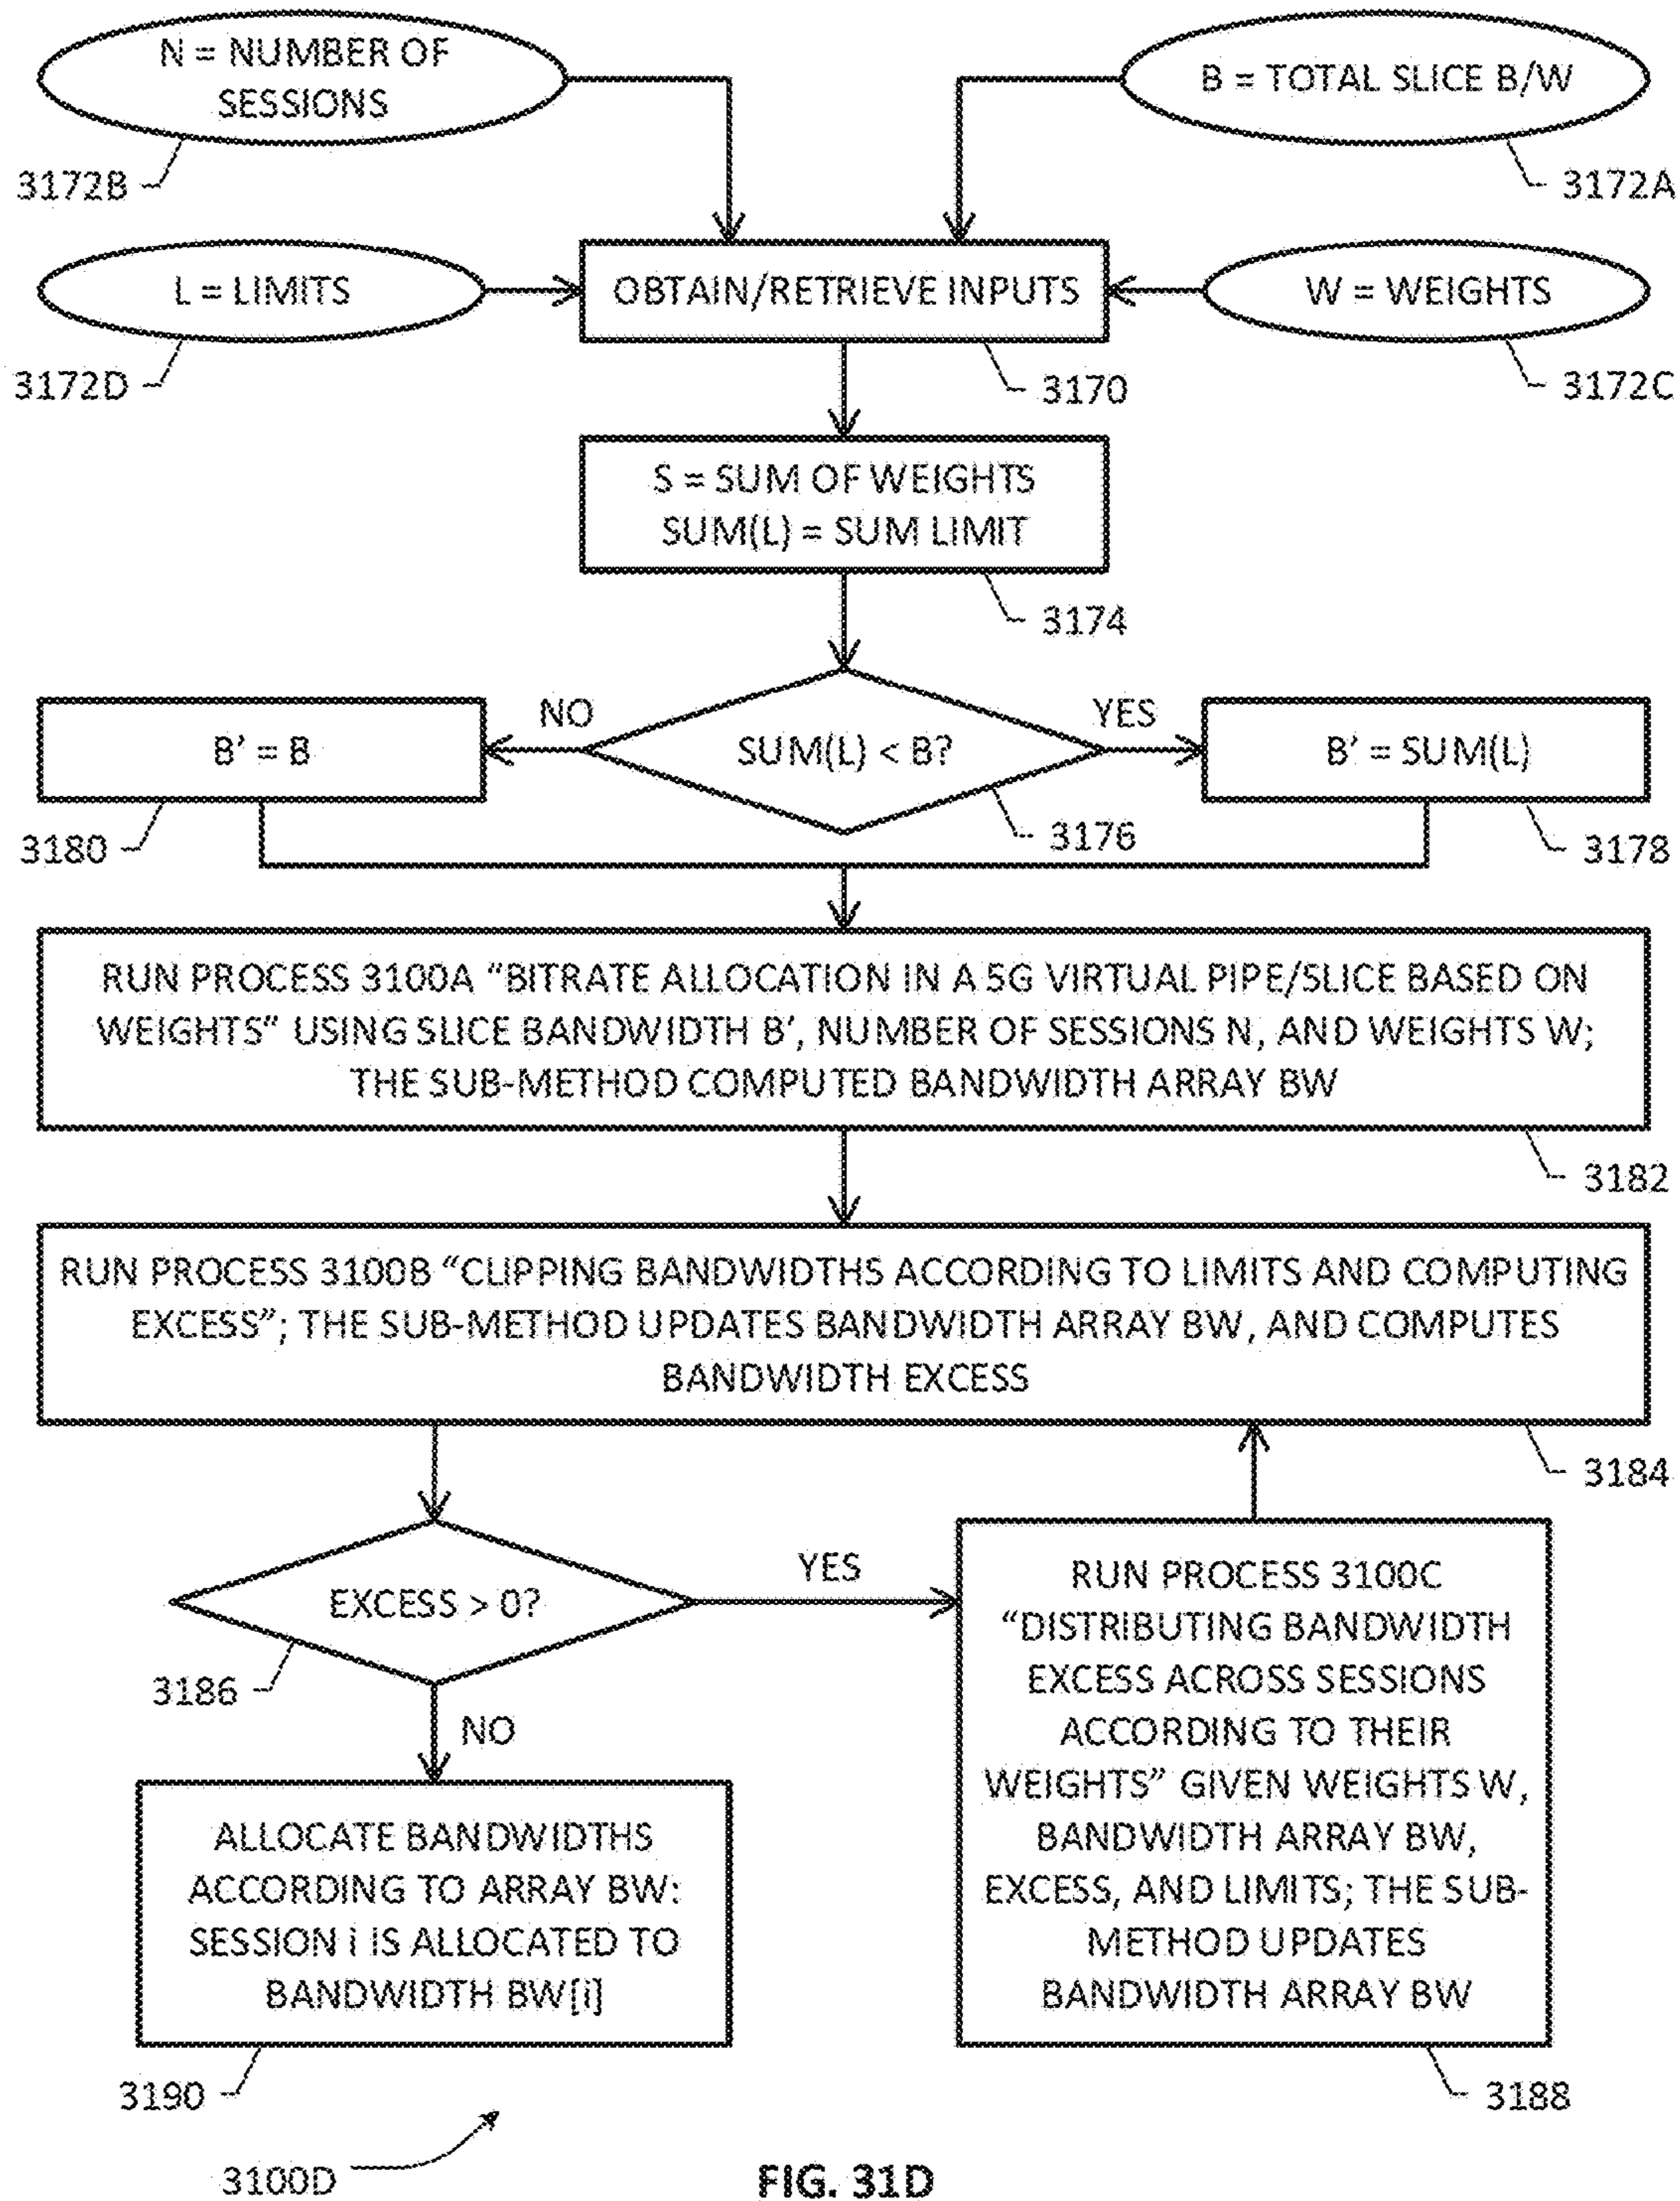 N = NUMBER OF
SESSIONS
B = TOTAL SLICE B/W
3172B
3172A
L = LIMITS
OBTAIN/RETRIEVE INPUTS
W = WEIGHTS
3172D
3170
3172C
S = SUM OF WEIGHTS
SUM(L) = SUM LIMIT
3174
NO
YES
B' = B
SUM(L) < B?
B' = SUM(L)
3180
3176
3178
RUN PROCESS 3100A “BITRATE ALLOCATION IN A 5G VIRTUAL PIPE/SLICE BASED ON
WEIGHTS” USING SLICE BANDWIDTH B', NUMBER OF SESSIONS N, AND WEIGHTS W;
THE SUB-METHOD COMPUTED BANDWIDTH ARRAY BW
3182
RUN PROCESS 3100B “CLIPPING BANDWIDTHS ACCORDING TO LIMITS AND COMPUTING
EXCESS”; THE SUB-METHOD UPDATES BANDWIDTH ARRAY BW, AND COMPUTES
BANDWIDTH EXCESS
3184
EXCESS > 0?
YES
3186
NO
RUN PROCESS 3100C
“DISTRIBUTING BANDWIDTH
EXCESS ACROSS SESSIONS
ACCORDING TO THEIR
WEIGHTS” GIVEN WEIGHTS W,
BANDWIDTH ARRAY BW,
EXCESS, AND LIMITS; THE SUB-
METHOD UPDATES
BANDWIDTH ARRAY BW
ALLOCATE BANDWIDTHS
ACCORDING TO ARRAY BW:
SESSION i IS ALLOCATED TO
BANDWIDTH BW[i]
3190
3188
3100D
FIG. 31D